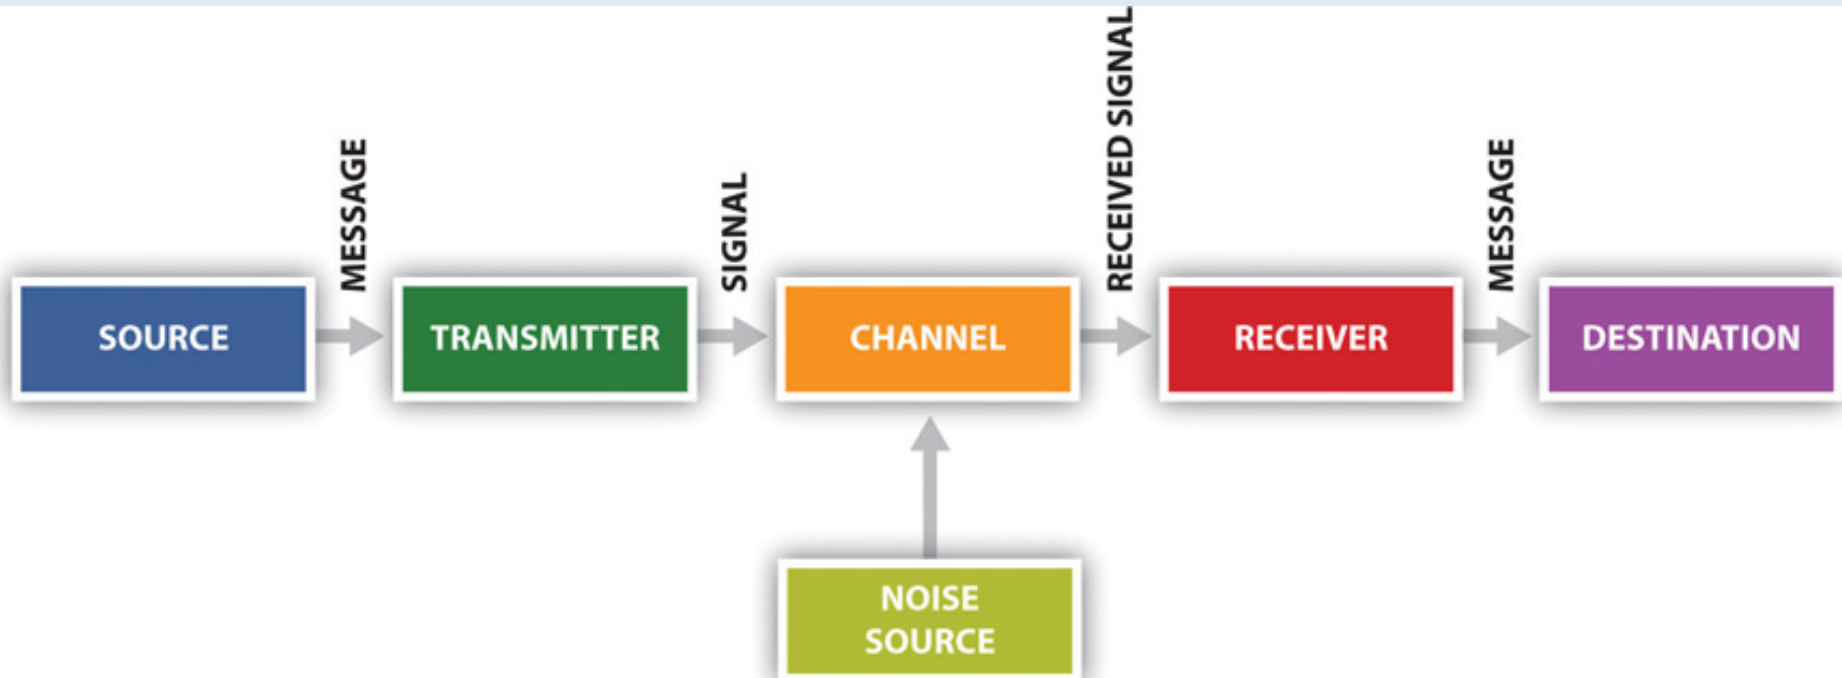 MESSAGE
SIGNAL
RECEIVED SIGNAL
MESSAGE
SOURCE
TRANSMITTER
CHANNEL
RECEIVER
DESTINATION
NOISE
SOURCE